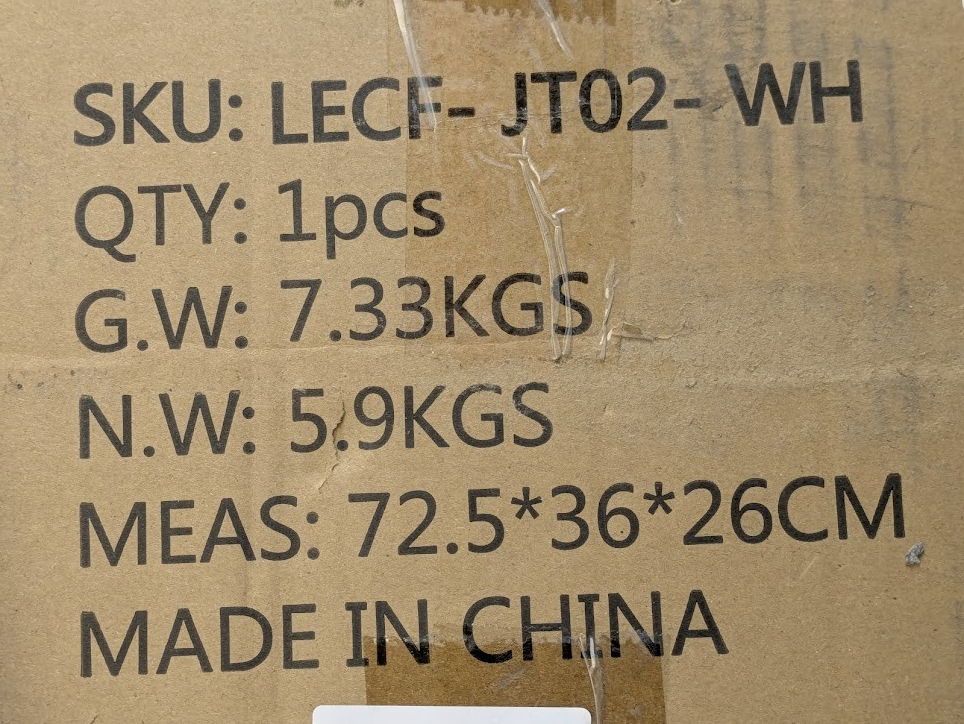 SKU: LECF- JT02- WH
QTY: 1pcs
G.W: 7.33KGS
N.W: 5.9KGS
MEAS: 72.5*36*26CM
MADE IN CHINA